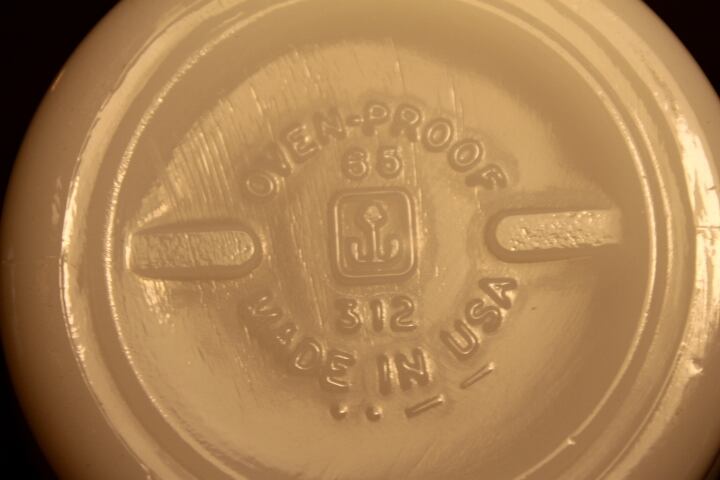 OVEN-PROOF
65
312
MADE IN USA